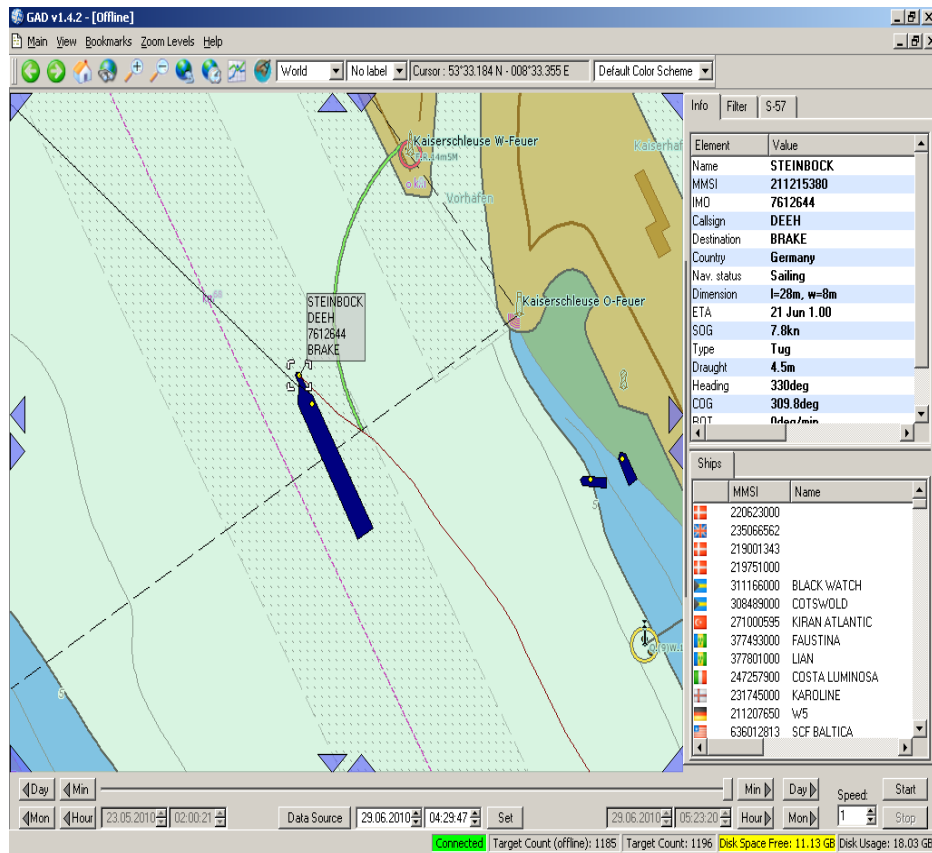 GAD v1.4.2 - [Offline]
Main View Bookmarks Zoom Levels Help
World No label Cursor : 53°33.184 N - 008°33.355 E Default Color Scheme
Info Filter S-57
Element Value
Name STEINBOCK
MMSI 211215380
IMO 7612644
Callsign DEEH
Destination BRAKE
Country Germany
Nav. status Sailing
Dimension l=28m, w=8m
ETA 21 Jun 1.00
SOG 7.8kn
Type Tug
Draught 4.5m
Heading 330deg
COG 309.8deg
ROT 0deg/min
Kaiserschleuse W-Feuer
Kaiserhaf
Vorhäfen
Kaiserschleuse O-Feuer
STEINBOCK
DEEH
7612644
BRAKE
S
S
Ships
MMSI Name
220623000
235066562
219001343
219751000
311166000 BLACK WATCH
308489000 COTSWOLD
271000595 KIRAN ATLANTIC
377493000 FAUSTINA
377801000 LIAN
247257900 COSTA LUMINOSA
231745000 KAROLINE
211207650 W5
636012813 SCF BALTICA
Day Min Min Day Speed: Start
Mon Hour 23.05.2010 02:00:21 Data Source 29.06.2010 04:29:47 Set 29.06.2010 05:23:20 Hour Mon 1 Stop
Connected Target Count (offline): 1185 Target Count: 1196 Disk Space Free: 11.13 GB Disk Usage: 18.03 GB